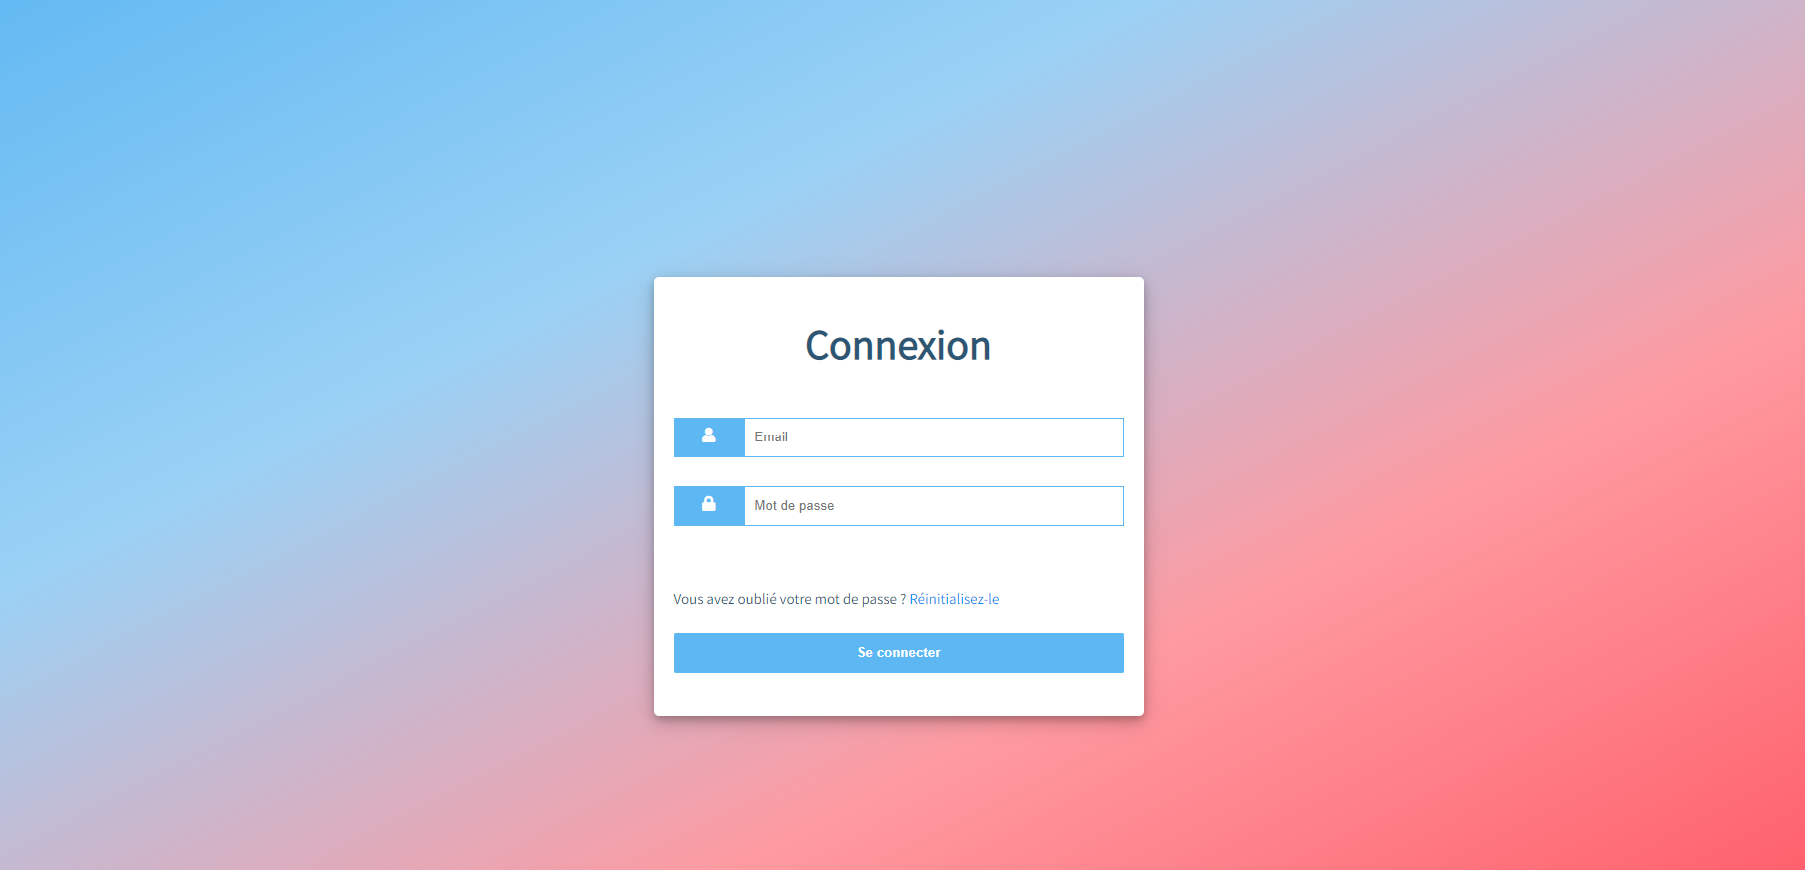 Connexion
Email
Mot de passe
Vous avez oublié votre mot de passe ? Réinitialisez-le
Se connecter